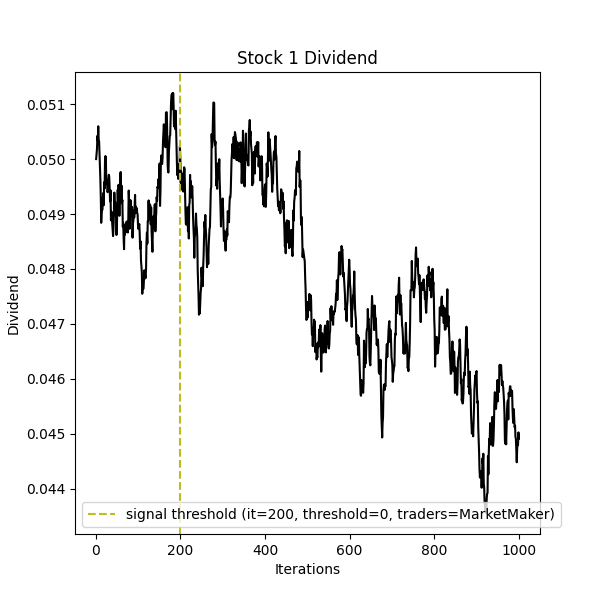 Stock 1 Dividend
0.051
0.050
0.049
0.048
0.047
0.046
0.045
0.044
Dividend
signal threshold (it=200, threshold=0, traders=MarketMaker)
0 200 400 600 800 1000
Iterations